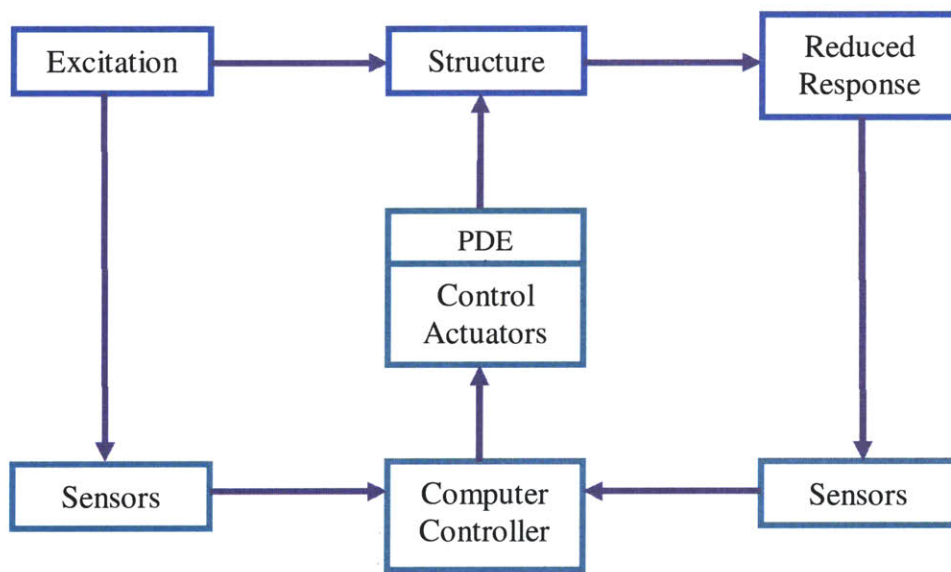 Excitation
Structure
Reduced
Response
PDE
Control
Actuators
Sensors
Computer
Controller
Sensors